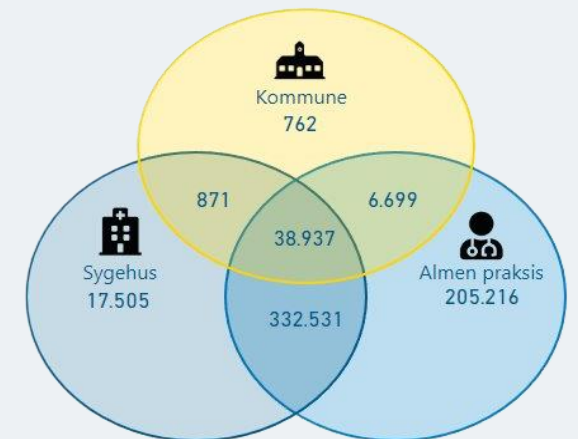 Kommune
762
871
6.699
38.937
Sygehus
17.505
Almen praksis
205.216
332.531